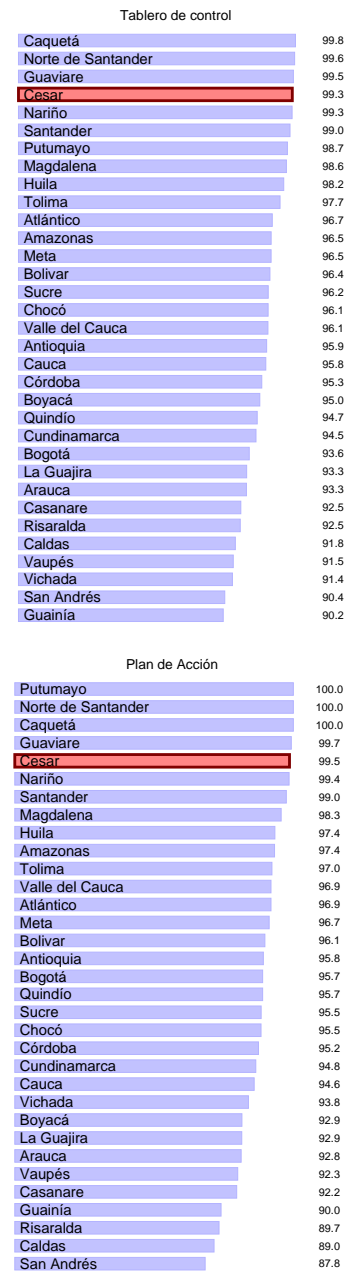 Tablero de control
Caquetá 99.8
Norte de Santander 99.6
Guaviare 99.5
Cesar 99.3
Nariño 99.3
Santander 99.0
Putumayo 98.7
Magdalena 98.6
Huila 98.2
Tolima 97.7
Atlántico 96.7
Amazonas 96.5
Meta 96.5
Bolivar 96.4
Sucre 96.2
Chocó 96.1
Valle del Cauca 96.1
Antioquia 95.9
Cauca 95.8
Córdoba 95.3
Boyacá 95.0
Quindío 94.7
Cundinamarca 94.5
Bogotá 93.6
La Guajira 93.3
Arauca 93.3
Casanare 92.5
Risaralda 92.5
Caldas 91.8
Vaupés 91.5
Vichada 91.4
San Andrés 90.4
Guainía 90.2
Plan de Acción
Putumayo 100.0
Norte de Santander 100.0
Caquetá 100.0
Guaviare 99.7
Cesar 99.5
Nariño 99.4
Santander 99.0
Magdalena 98.3
Huila 97.4
Amazonas 97.4
Tolima 97.0
Valle del Cauca 96.9
Atlántico 96.9
Meta 96.7
Bolivar 96.1
Antioquia 95.8
Bogotá 95.7
Quindío 95.7
Sucre 95.5
Chocó 95.5
Córdoba 95.2
Cundinamarca 94.8
Cauca 94.6
Vichada 93.8
Boyacá 92.9
La Guajira 92.9
Arauca 92.8
Vaupés 92.3
Casanare 92.2
Guainía 90.0
Risaralda 89.7
Caldas 89.0
San Andrés 87.8